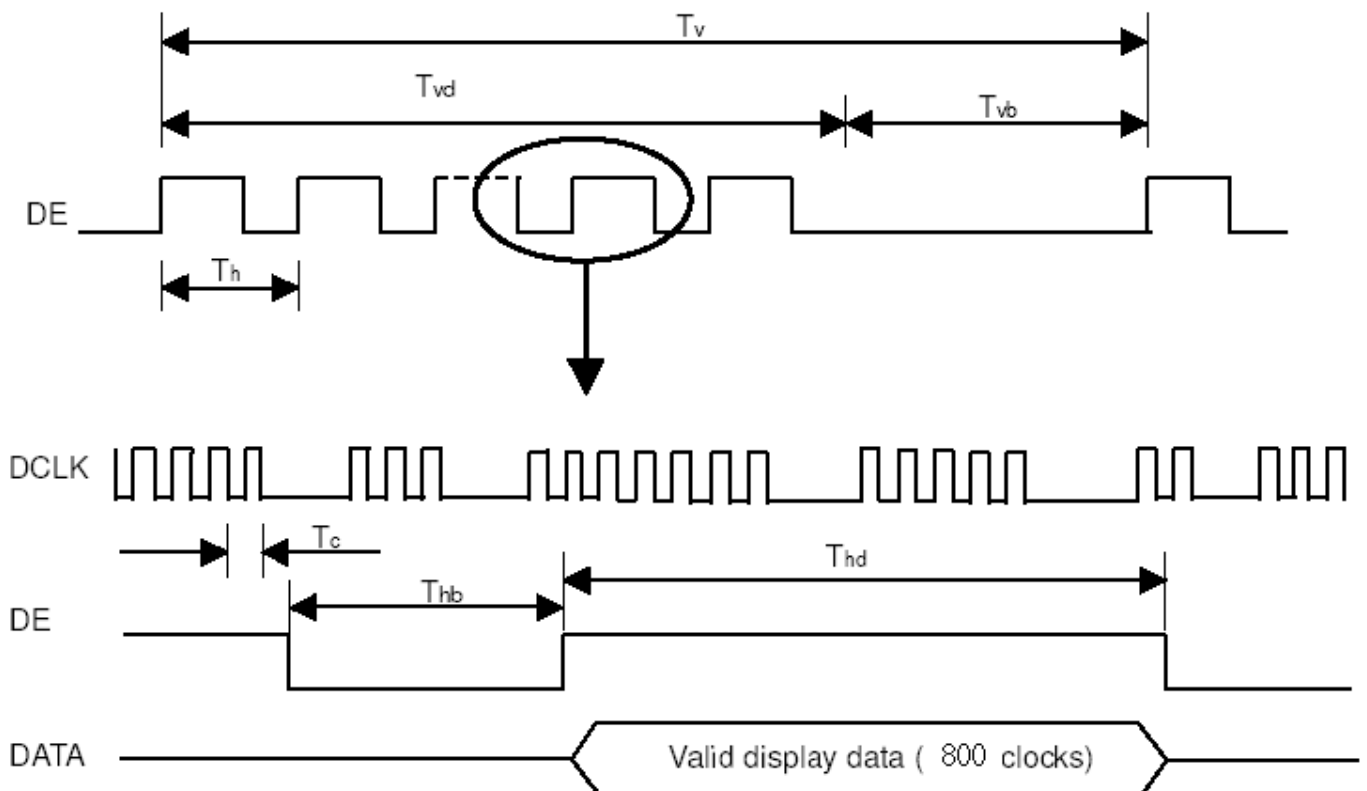 Tv
Tvd
Tvb
DE
Th
DCLK
Tc
Thd
Thb
DE
DATA
Valid display data ( 800 clocks)